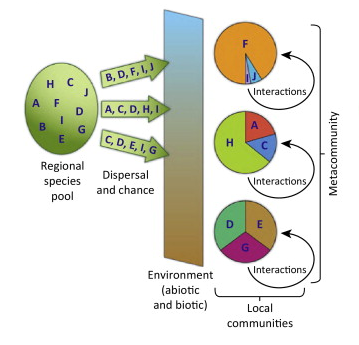 H C J
A F D
I
B G
E
Regional
species
pool
B, D, F, I, J
A, C, D, H, I
C, D, E, I, G
Dispersal
and chance
Environment
(abiotic
and biotic)
F
I J
Interactions
A
H C
Interactions
D E
G
Interactions
Local
communities
Metacommunity